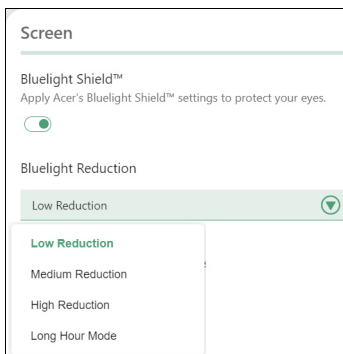 Screen
Bluelight Shield™
Apply Acer's Bluelight Shield™ settings to protect your eyes.
Bluelight Reduction
Low Reduction
Low Reduction
Medium Reduction
High Reduction
Long Hour Mode